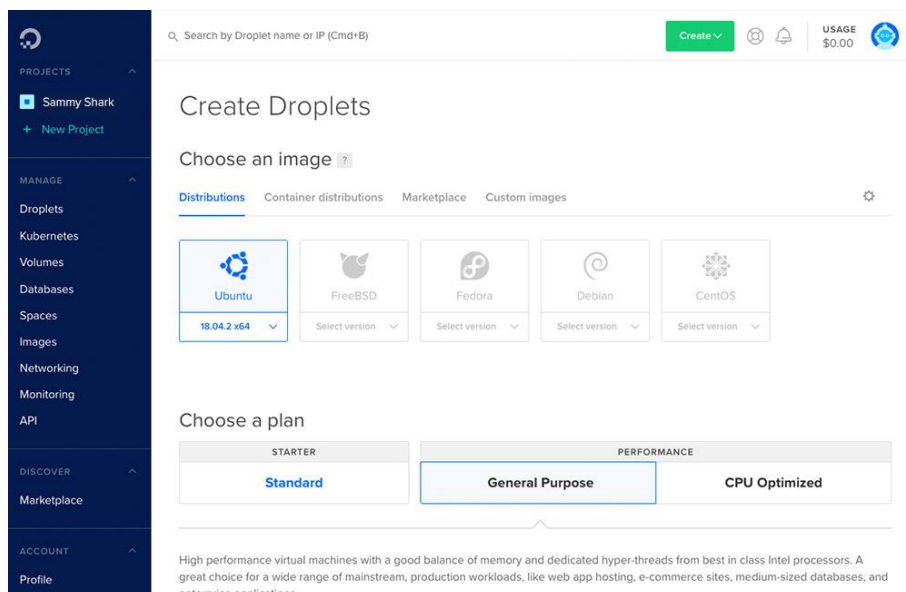 Search by Droplet name or IP (Cmd+B)
Create
USAGE
$0.00
PROJECTS
Sammy Shark
+ New Project
MANAGE
Droplets
Kubernetes
Volumes
Databases
Spaces
Images
Networking
Monitoring
API
DISCOVER
Marketplace
ACCOUNT
Profile
Create Droplets
Choose an image ?
Distributions Container distributions Marketplace Custom images
Ubuntu FreeBSD Fedora Debian CentOS
18.04.2 x64 Select version Select version Select version Select version
Choose a plan
STARTER PERFORMANCE
Standard General Purpose CPU Optimized
High performance virtual machines with a good balance of memory and dedicated hyper-threads from best in class Intel processors. A
great choice for a wide range of mainstream, production workloads, like web app hosting, e-commerce sites, medium-sized databases, and